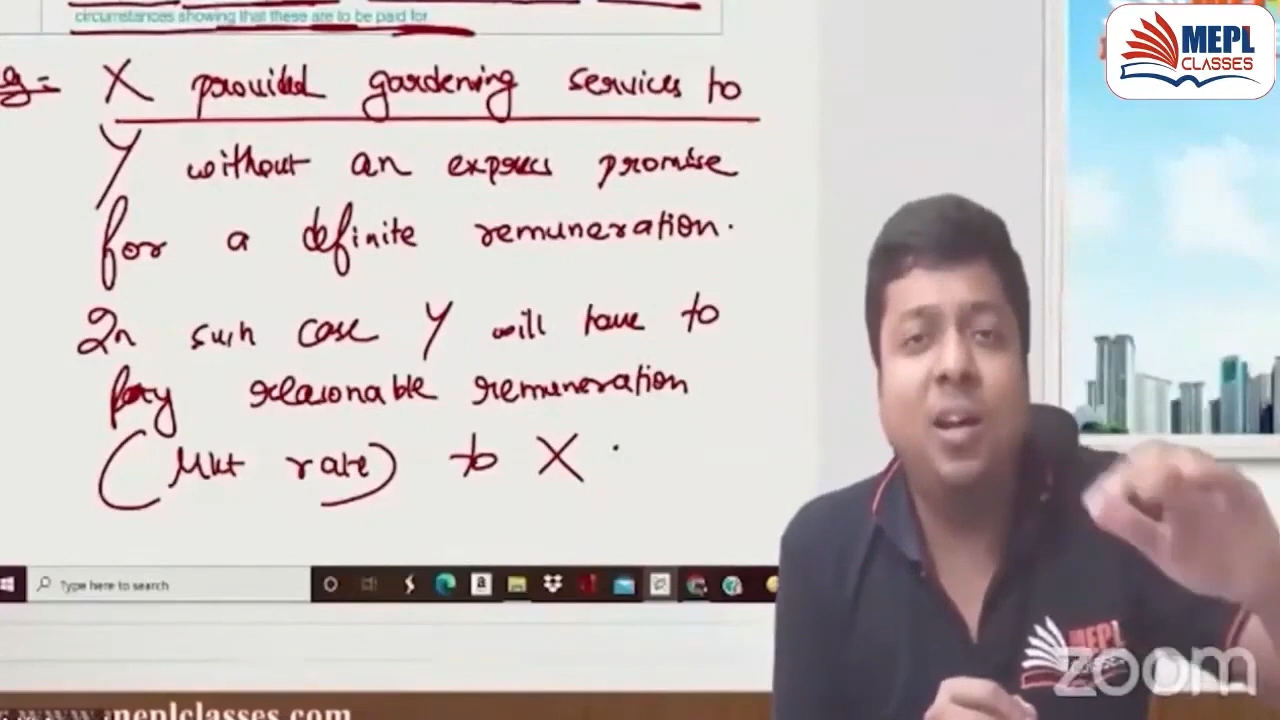 circumstances showing that these are to be paid for
eg =
X provided gardening services to
Y without an express promise
for a definite remuneration.
In such case Y will have to
pay reasonable remuneration
(Mkt rate) to X.
MEPL
CLASSES
Type here to search
MEPL
zoom
www.meplclasses.com